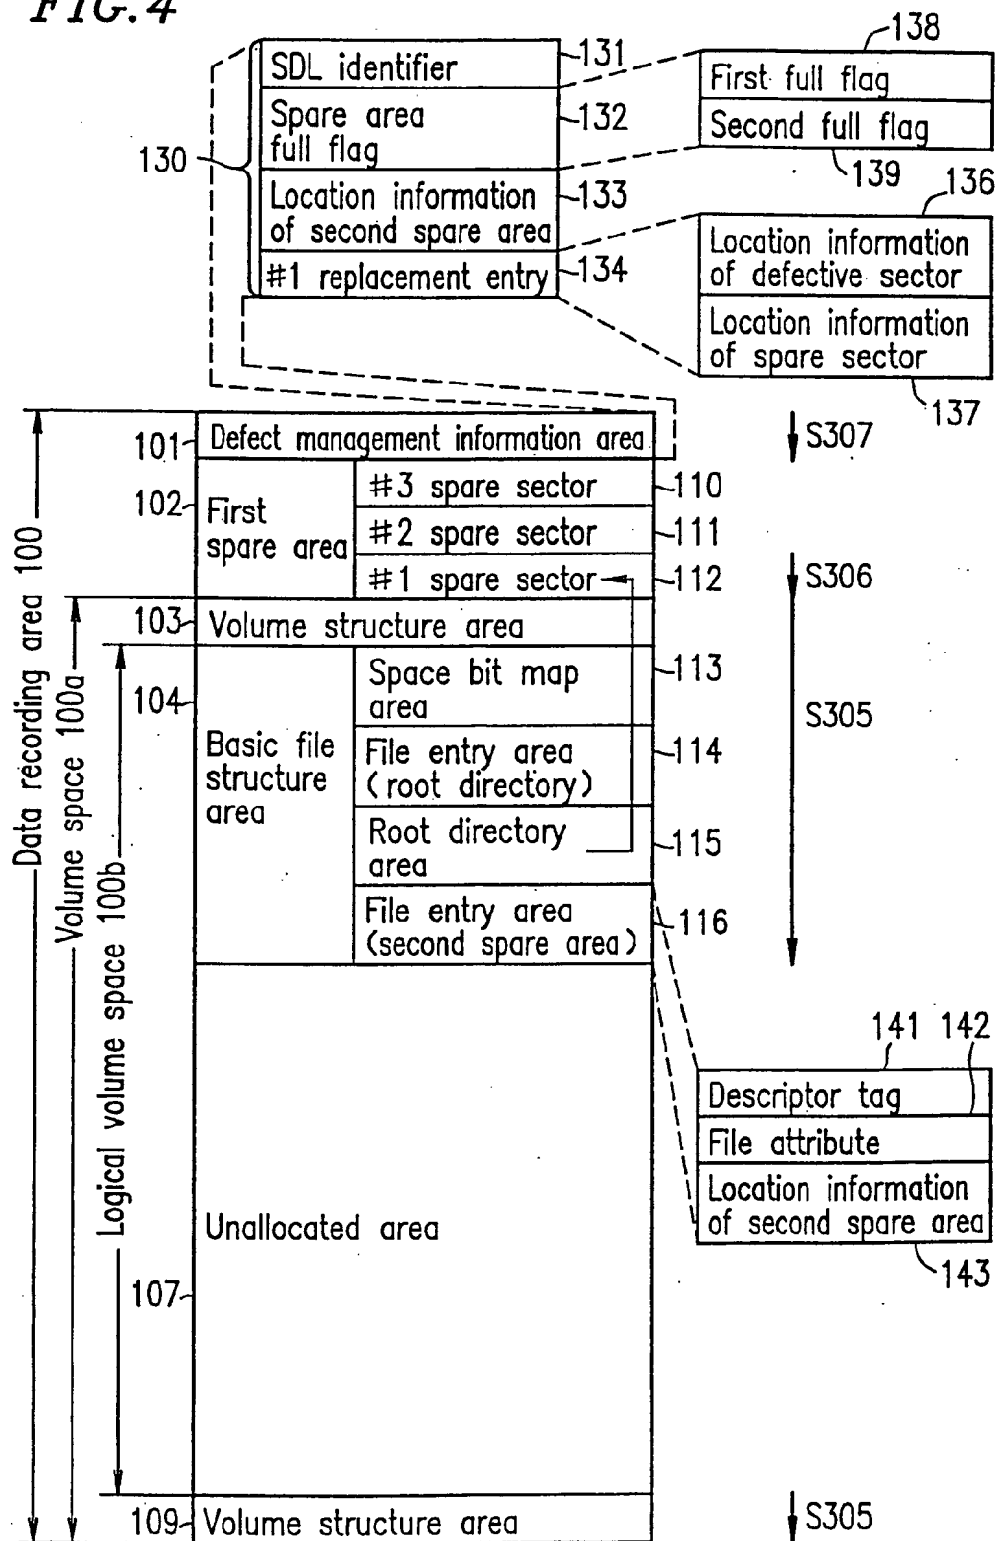 FIG.4
138
131
SDL identifier
First full flag
Spare area
full flag
132
Second full flag
130
139
136
Location information
of second spare area
133
Location information
of defective sector
#1 replacement entry
134
Location information
of spare sector
137
101
Defect management information area
S307
102
First
spare area
#3 spare sector
110
#2 spare sector
111
#1 spare sector
112
S306
103
Volume structure area
104
Basic file
structure
area
Space bit map
area
113
S305
File entry area
(root directory)
114
Root directory
area
115
File entry area
(second spare area)
116
Data recording area 100
Volume space 100a
Logical volume space 100b
141 142
Descriptor tag
File attribute
Location information
of second spare area
143
Unallocated area
107
109
Volume structure area
S305